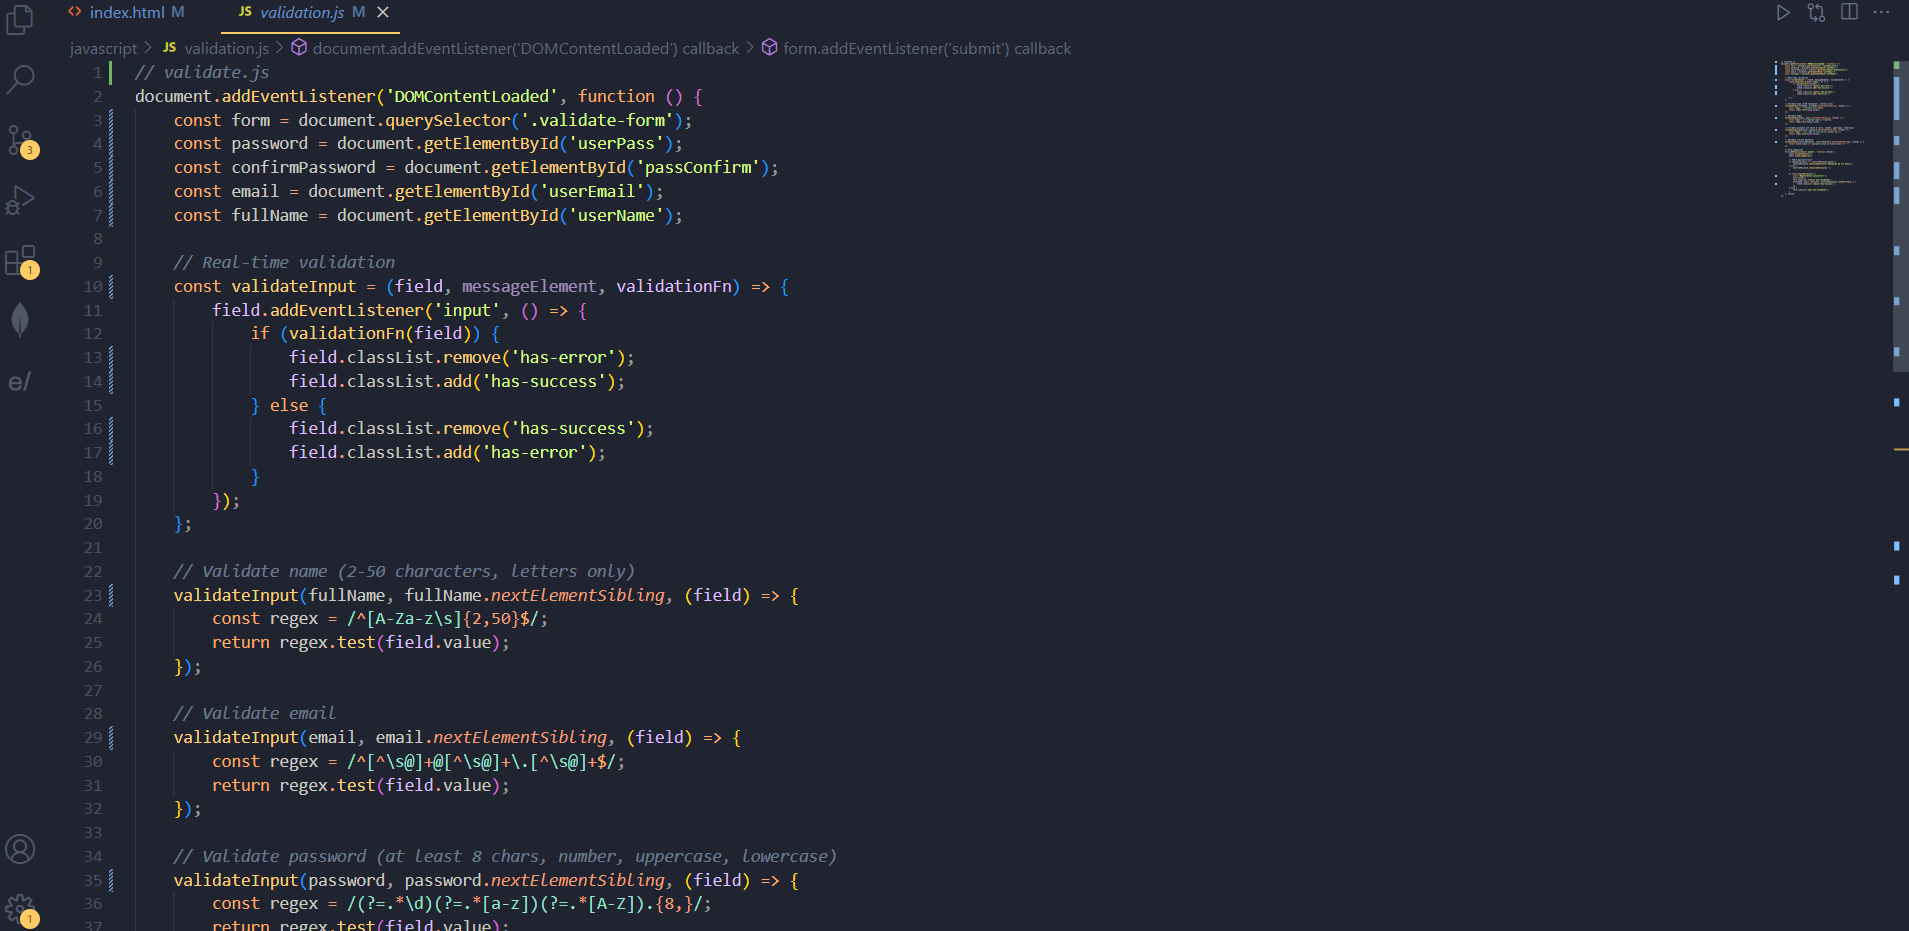 index.html M
JS validation.js M
javascript > JS validation.js > document.addEventListener('DOMContentLoaded') callback > form.addEventListener('submit') callback
1 // validate.js
2 document.addEventListener('DOMContentLoaded', function () {
3 const form = document.querySelector('.validate-form');
4 const password = document.getElementById('userPass');
5 const confirmPassword = document.getElementById('passConfirm');
6 const email = document.getElementById('userEmail');
7 const fullName = document.getElementById('userName');
8
9 // Real-time validation
10 const validateInput = (field, messageElement, validationFn) => {
11 field.addEventListener('input', () => {
12 if (validationFn(field)) {
13 field.classList.remove('has-error');
14 field.classList.add('has-success');
15 } else {
16 field.classList.remove('has-success');
17 field.classList.add('has-error');
18 }
19 });
20 };
21
22 // Validate name (2-50 characters, letters only)
23 validateInput(fullName, fullName.nextElementSibling, (field) => {
24 const regex = /^[A-Za-z\s]{2,50}$/;
25 return regex.test(field.value);
26 });
27
28 // Validate email
29 validateInput(email, email.nextElementSibling, (field) => {
30 const regex = /^[^\s@]+@[^\s@]+\.[^\s@]+$/;
31 return regex.test(field.value);
32 });
33
34 // Validate password (at least 8 chars, number, uppercase, lowercase)
35 validateInput(password, password.nextElementSibling, (field) => {
36 const regex = /(?=.*\d)(?=.*[a-z])(?=.*[A-Z]).{8,}/;
37 return regex.test(field.value);
3
1
e/
1